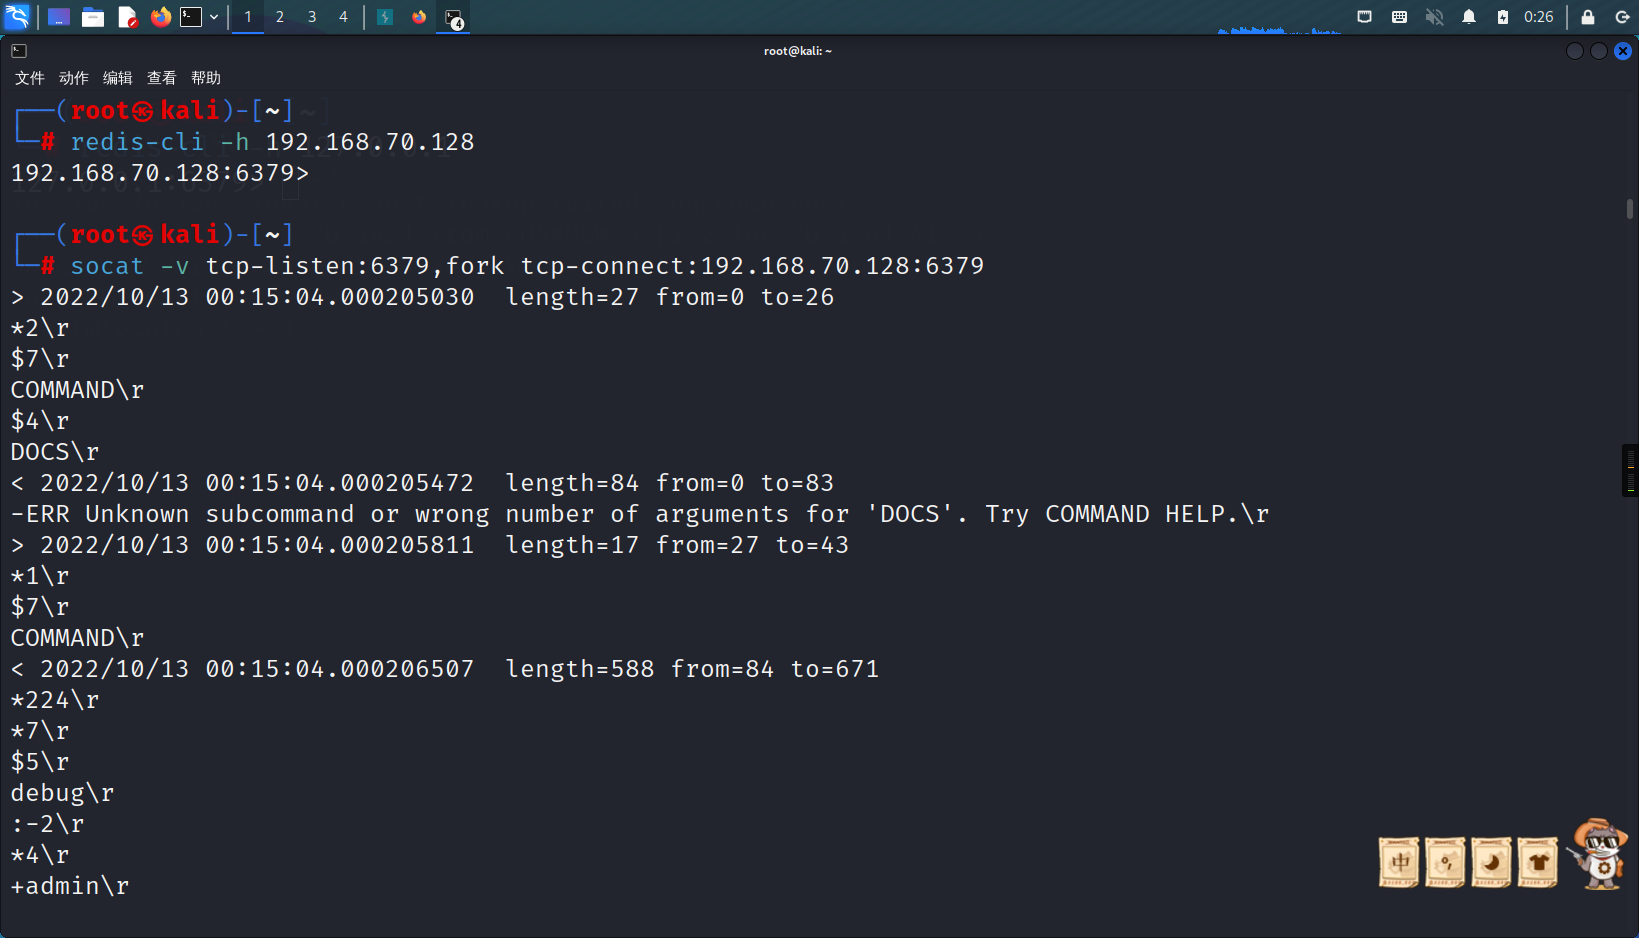 1 2 3 4 4 0:26
root@kali: ~
文件 动作 编辑 查看 帮助
┌──(root㉿kali)-[~]
└─# redis-cli -h 192.168.70.128
192.168.70.128:6379>
┌──(root㉿kali)-[~]
└─# socat -v tcp-listen:6379,fork tcp-connect:192.168.70.128:6379
> 2022/10/13 00:15:04.000205030  length=27 from=0 to=26
*2\r
$7\r
COMMAND\r
$4\r
DOCS\r
< 2022/10/13 00:15:04.000205472  length=84 from=0 to=83
-ERR Unknown subcommand or wrong number of arguments for 'DOCS'. Try COMMAND HELP.\r
> 2022/10/13 00:15:04.000205811  length=17 from=27 to=43
*1\r
$7\r
COMMAND\r
< 2022/10/13 00:15:04.000206507  length=588 from=84 to=671
*224\r
*7\r
$5\r
debug\r
:-2\r
*4\r
+admin\r
中